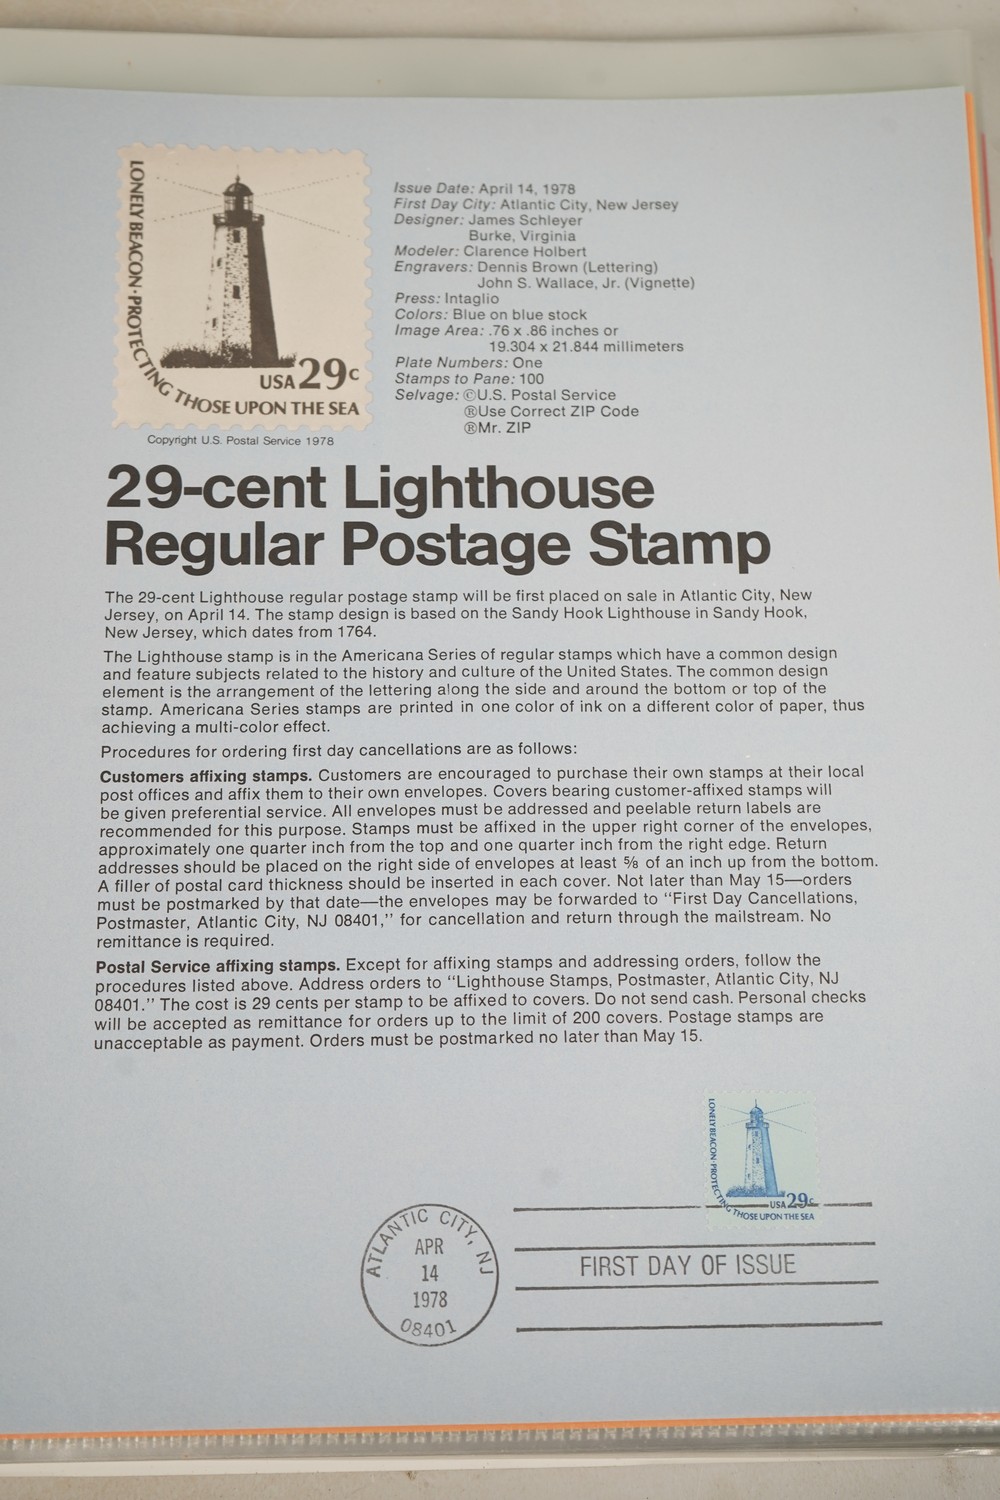 LONELY BEACON·PROTECTING THOSE UPON THE SEA
USA 29c
Copyright U.S. Postal Service 1978
Issue Date: April 14, 1978
First Day City: Atlantic City, New Jersey
Designer: James Schleyer
Burke, Virginia
Modeler: Clarence Holbert
Engravers: Dennis Brown (Lettering)
John S. Wallace, Jr. (Vignette)
Press: Intaglio
Colors: Blue on blue stock
Image Area: .76 x .86 inches or
19.304 x 21.844 millimeters
Plate Numbers: One
Stamps to Pane: 100
Selvage: ©U.S. Postal Service
®Use Correct ZIP Code
®Mr. ZIP
29-cent Lighthouse
Regular Postage Stamp
The 29-cent Lighthouse regular postage stamp will be first placed on sale in Atlantic City, New
Jersey, on April 14. The stamp design is based on the Sandy Hook Lighthouse in Sandy Hook,
New Jersey, which dates from 1764.
The Lighthouse stamp is in the Americana Series of regular stamps which have a common design
and feature subjects related to the history and culture of the United States. The common design
element is the arrangement of the lettering along the side and around the bottom or top of the
stamp. Americana Series stamps are printed in one color of ink on a different color of paper, thus
achieving a multi-color effect.
Procedures for ordering first day cancellations are as follows:
Customers affixing stamps. Customers are encouraged to purchase their own stamps at their local
post offices and affix them to their own envelopes. Covers bearing customer-affixed stamps will
be given preferential service. All envelopes must be addressed and peelable return labels are
recommended for this purpose. Stamps must be affixed in the upper right corner of the envelopes,
approximately one quarter inch from the top and one quarter inch from the right edge. Return
addresses should be placed on the right side of envelopes at least ⅝ of an inch up from the bottom.
A filler of postal card thickness should be inserted in each cover. Not later than May 15—orders
must be postmarked by that date—the envelopes may be forwarded to “First Day Cancellations,
Postmaster, Atlantic City, NJ 08401,” for cancellation and return through the mailstream. No
remittance is required.
Postal Service affixing stamps. Except for affixing stamps and addressing orders, follow the
procedures listed above. Address orders to “Lighthouse Stamps, Postmaster, Atlantic City, NJ
08401.” The cost is 29 cents per stamp to be affixed to covers. Do not send cash. Personal checks
will be accepted as remittance for orders up to the limit of 200 covers. Postage stamps are
unacceptable as payment. Orders must be postmarked no later than May 15.
LONELY BEACON·PROTECTING THOSE UPON THE SEA
USA 29c
ATLANTIC CITY, NJ
APR
14
1978
08401
FIRST DAY OF ISSUE